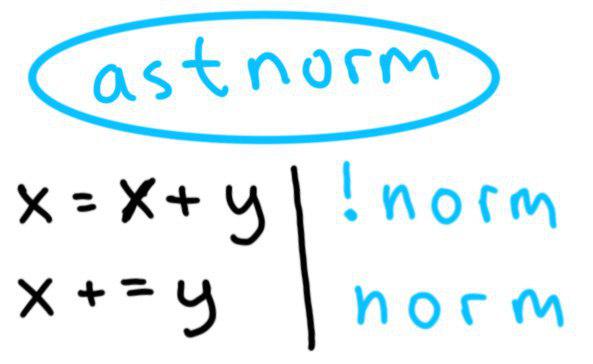 astnorm
x = x + y | !norm
x += y | norm